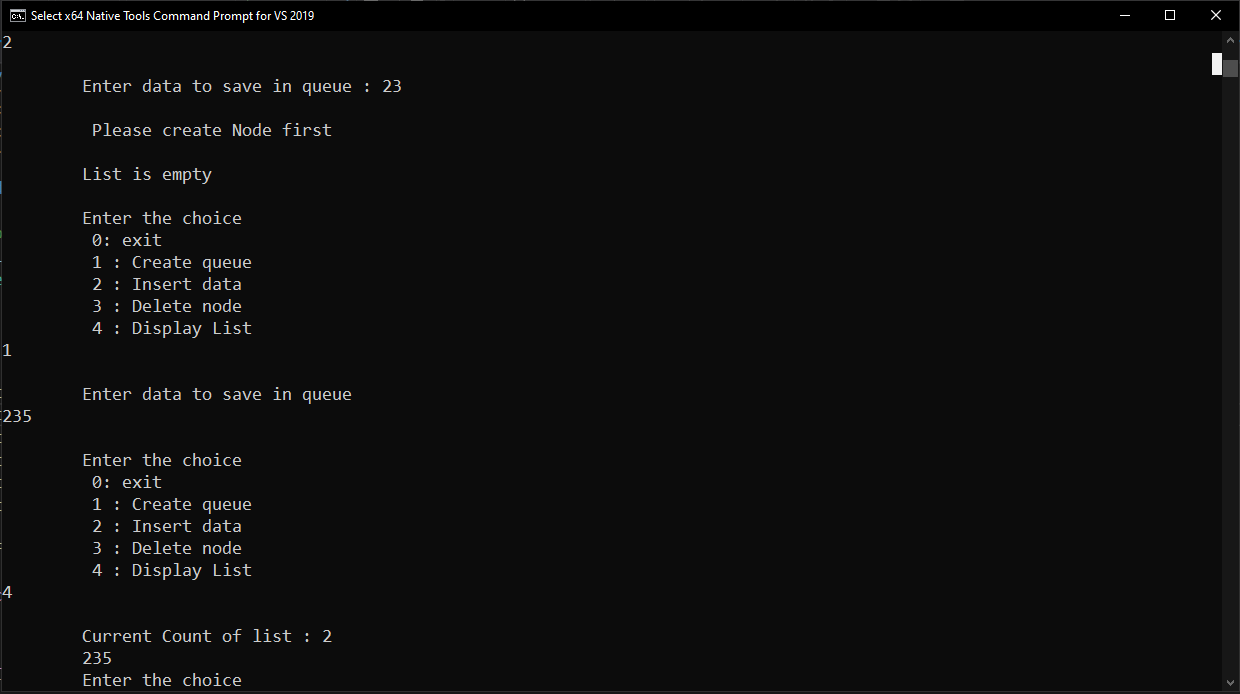 Select x64 Native Tools Command Prompt for VS 2019
2
Enter data to save in queue : 23
Please create Node first
List is empty
Enter the choice
0: exit
1 : Create queue
2 : Insert data
3 : Delete node
4 : Display List
1
Enter data to save in queue
235
Enter the choice
0: exit
1 : Create queue
2 : Insert data
3 : Delete node
4 : Display List
4
Current Count of list : 2
235
Enter the choice